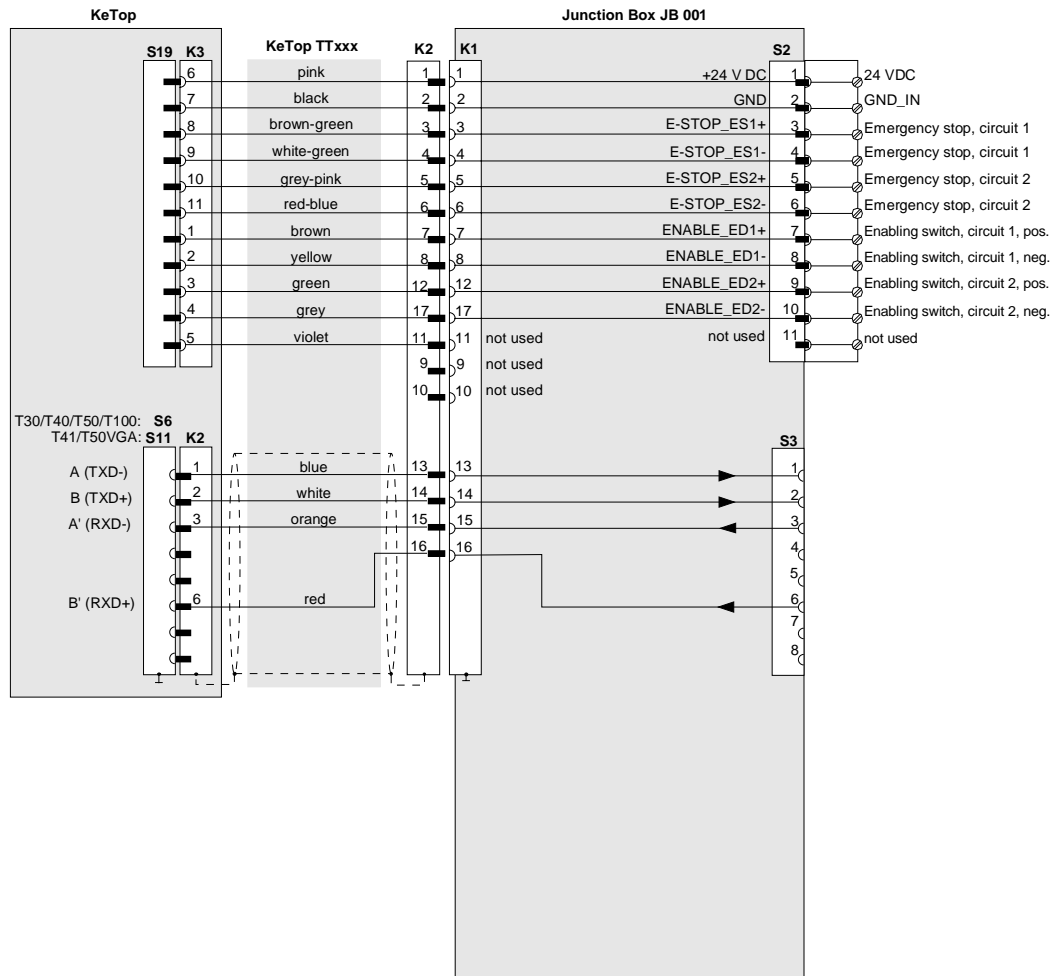 KeTop Junction Box JB 001
S19 K3 KeTop TTxxx K2 K1 S2
6 pink 1 1 +24 V DC 1 24 VDC
7 black 2 2 GND 2 GND_IN
8 brown-green 3 3 E-STOP_ES1+ 3 Emergency stop, circuit 1
9 white-green 4 4 E-STOP_ES1- 4 Emergency stop, circuit 1
10 grey-pink 5 5 E-STOP_ES2+ 5 Emergency stop, circuit 2
11 red-blue 6 6 E-STOP_ES2- 6 Emergency stop, circuit 2
1 brown 7 7 ENABLE_ED1+ 7 Enabling switch, circuit 1, pos.
2 yellow 8 8 ENABLE_ED1- 8 Enabling switch, circuit 1, neg.
3 green 12 12 ENABLE_ED2+ 9 Enabling switch, circuit 2, pos.
4 grey 17 17 ENABLE_ED2- 10 Enabling switch, circuit 2, neg.
5 violet 11 11 not used not used 11 not used
9 9 not used
10 10 not used
T30/T40/T50/T100: S6
T41/T50VGA: S11 K2 S3
A (TXD-) 1 blue 13 13 1
B (TXD+) 2 white 14 14 2
A' (RXD-) 3 orange 15 15 3
16 16 4
5
B' (RXD+) 6 red 6
7
8